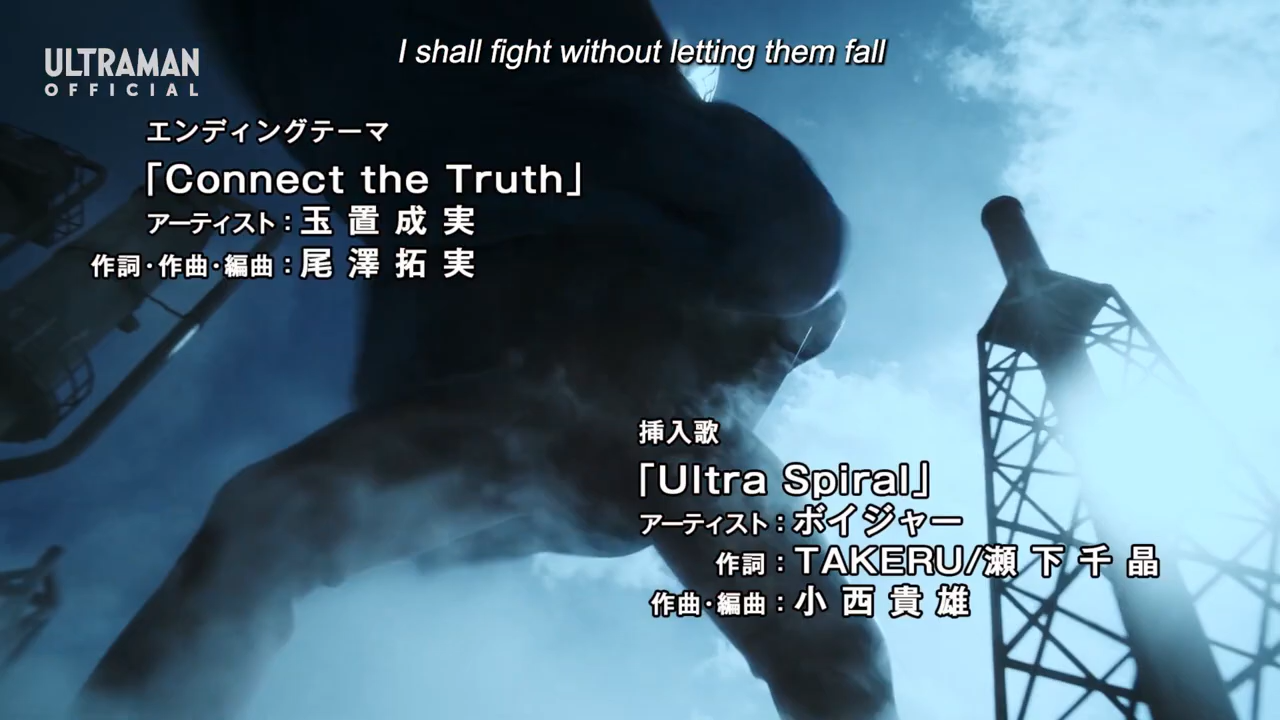 I shall fight without letting them fall
ULTRAMAN
OFFICIAL
エンディングテーマ
「Connect the Truth」
アーティスト：玉置成実
作詞・作曲・編曲：尾澤拓実
挿入歌
「Ultra Spiral」
アーティスト：ボイジャー
作詞：TAKERU/瀬下千晶
作曲・編曲：小西貴雄